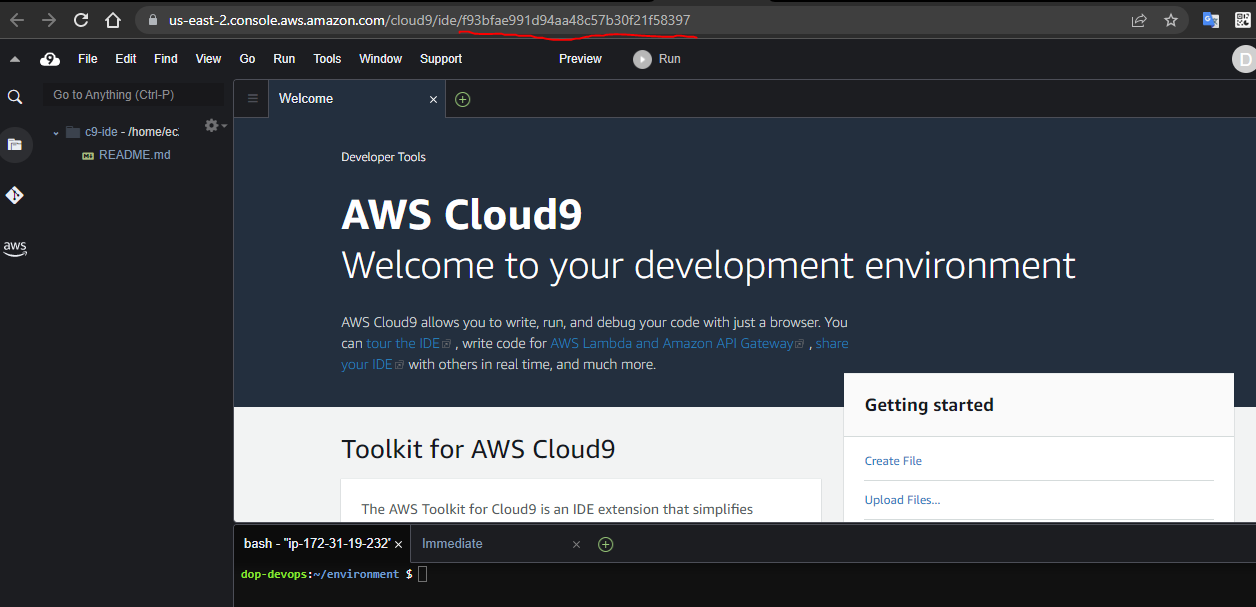 us-east-2.console.aws.amazon.com/cloud9/ide/f93bfae991d94aa48c57b30f21f58397
9 File Edit Find View Go Run Tools Window Support Preview Run D
Go to Anything (Ctrl-P)
c9-ide - /home/ec
README.md
aws
Welcome
Developer Tools
AWS Cloud9
Welcome to your development environment
AWS Cloud9 allows you to write, run, and debug your code with just a browser. You
can tour the IDE , write code for AWS Lambda and Amazon API Gateway , share
your IDE with others in real time, and much more.
Toolkit for AWS Cloud9
The AWS Toolkit for Cloud9 is an IDE extension that simplifies
Getting started
Create File
Upload Files...
bash - "ip-172-31-19-232" Immediate
dop-devops:~/environment $